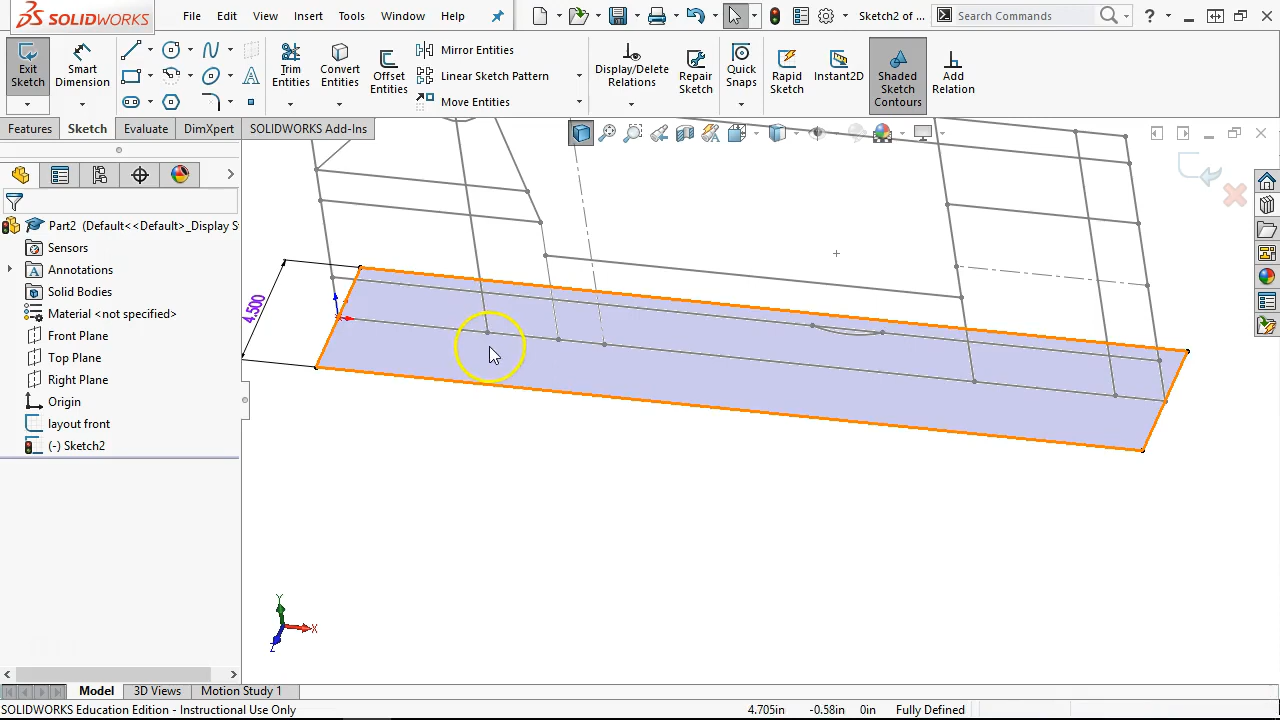 SOLIDWORKS File Edit View Insert Tools Window Help Sketch2 of ... Search Commands
Exit Sketch
Smart Dimension
Trim Entities
Convert Entities
Offset Entities
Mirror Entities
Linear Sketch Pattern
Move Entities
Display/Delete Relations
Repair Sketch
Quick Snaps
Rapid Sketch
Instant2D
Shaded Sketch Contours
Add Relation
Features Sketch Evaluate DimXpert SOLIDWORKS Add-Ins
Part2 (Default<<Default>_Display S
Sensors
Annotations
Solid Bodies
Material <not specified>
Front Plane
Top Plane
Right Plane
Origin
layout front
(-) Sketch2
4.500
Y
X
Z
Model 3D Views Motion Study 1
SOLIDWORKS Education Edition - Instructional Use Only 4.705in -0.58in 0in Fully Defined